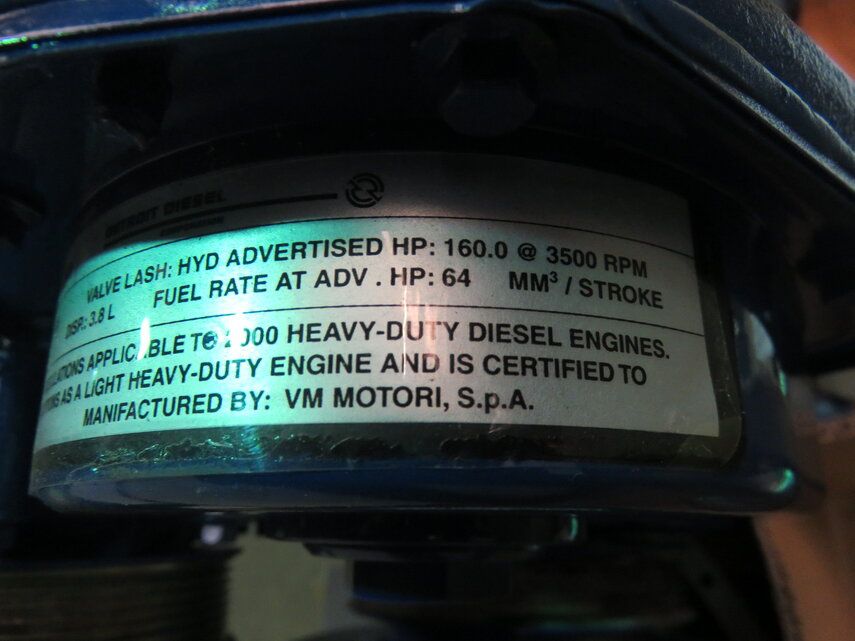 DETROIT DIESEL
CORPORATION
VALVE LASH: HYD ADVERTISED HP: 160.0 @ 3500 RPM
DISP.: 3.8 L FUEL RATE AT ADV . HP: 64 MM³ / STROKE
APPLICABLE TO 2000 HEAVY-DUTY DIESEL ENGINES.
AS A LIGHT HEAVY-DUTY ENGINE AND IS CERTIFIED TO
MANIFACTURED BY: VM MOTORI, S.p.A.